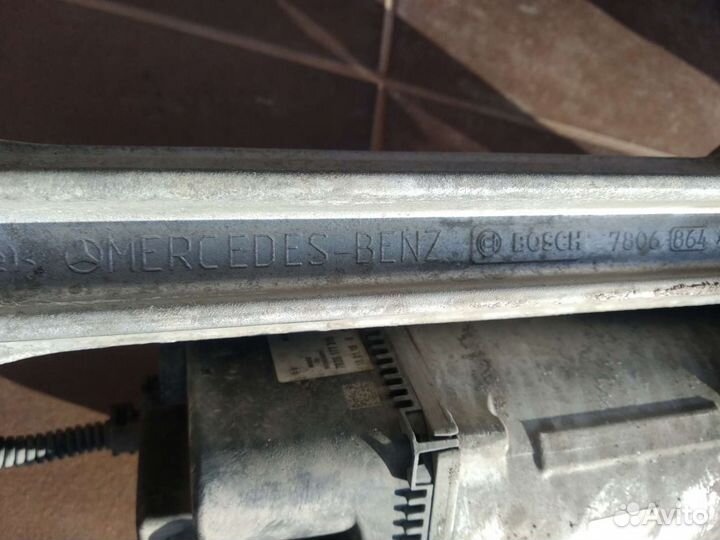 MERCEDES-BENZ BOSCH 7806 864 A
Avito